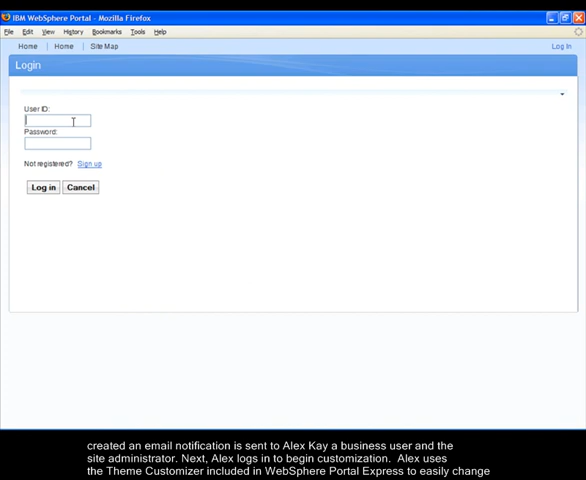 IBM WebSphere Portal - Mozilla Firefox
File Edit View History Bookmarks Tools Help
Home Home Site Map Log In
Login
User ID:
Password:
Not registered? Sign up
Log in Cancel
created an email notification is sent to Alex Kay a business user and the
site administrator. Next, Alex logs in to begin customization. Alex uses
the Theme Customizer included in WebSphere Portal Express to easily change